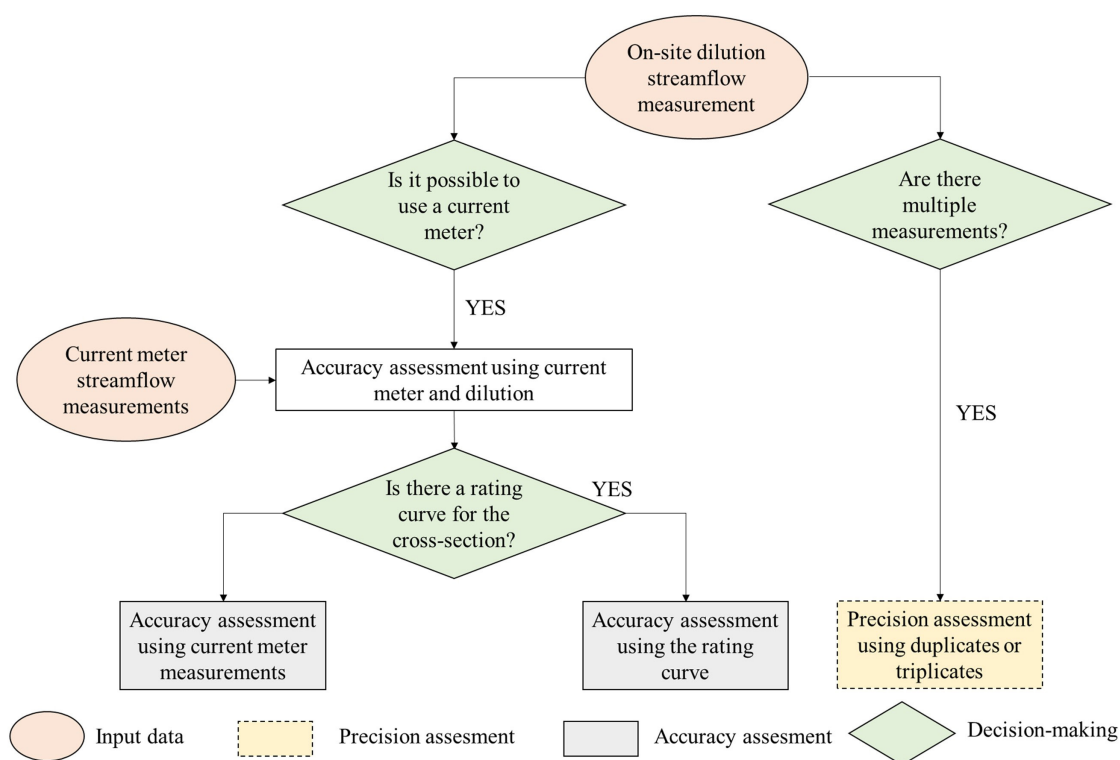 On-site dilution
streamflow
measurement
Is it possible to
use a current
meter?
Are there
multiple
measurements?
YES
Current meter
streamflow
measurements
Accuracy assessment using current
meter and dilution
YES
Is there a rating
curve for the
cross-section?
YES
Accuracy assessment
using current meter
measurements
Accuracy assessment
using the rating
curve
Precision assessment
using duplicates or
triplicates
Input data
Precision assesment
Accuracy assesment
Decision-making